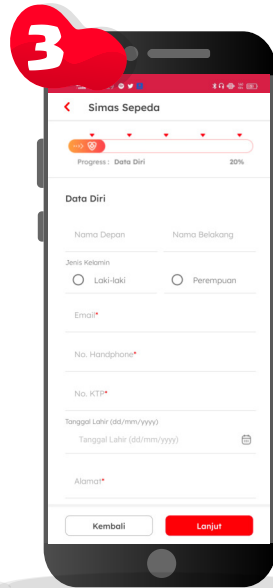 3
Simas Sepeda
Progress : Data Diri 20%
Data Diri
Nama Depan Nama Belakang
Jenis Kelamin
Laki-laki Perempuan
Email*
No. Handphone*
No. KTP*
Tanggal Lahir (dd/mm/yyyy)
Tanggal Lahir (dd/mm/yyyy)
Alamat*
Kembali Lanjut